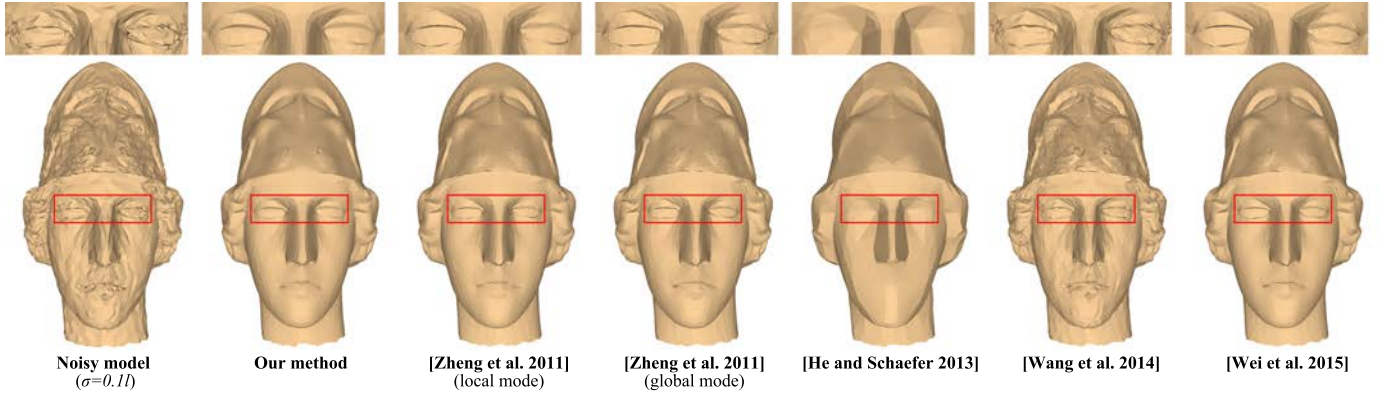 Noisy model
(σ=0.1l)
Our method
[Zheng et al. 2011]
(local mode)
[Zheng et al. 2011]
(global mode)
[He and Schaefer 2013]
[Wang et al. 2014]
[Wei et al. 2015]